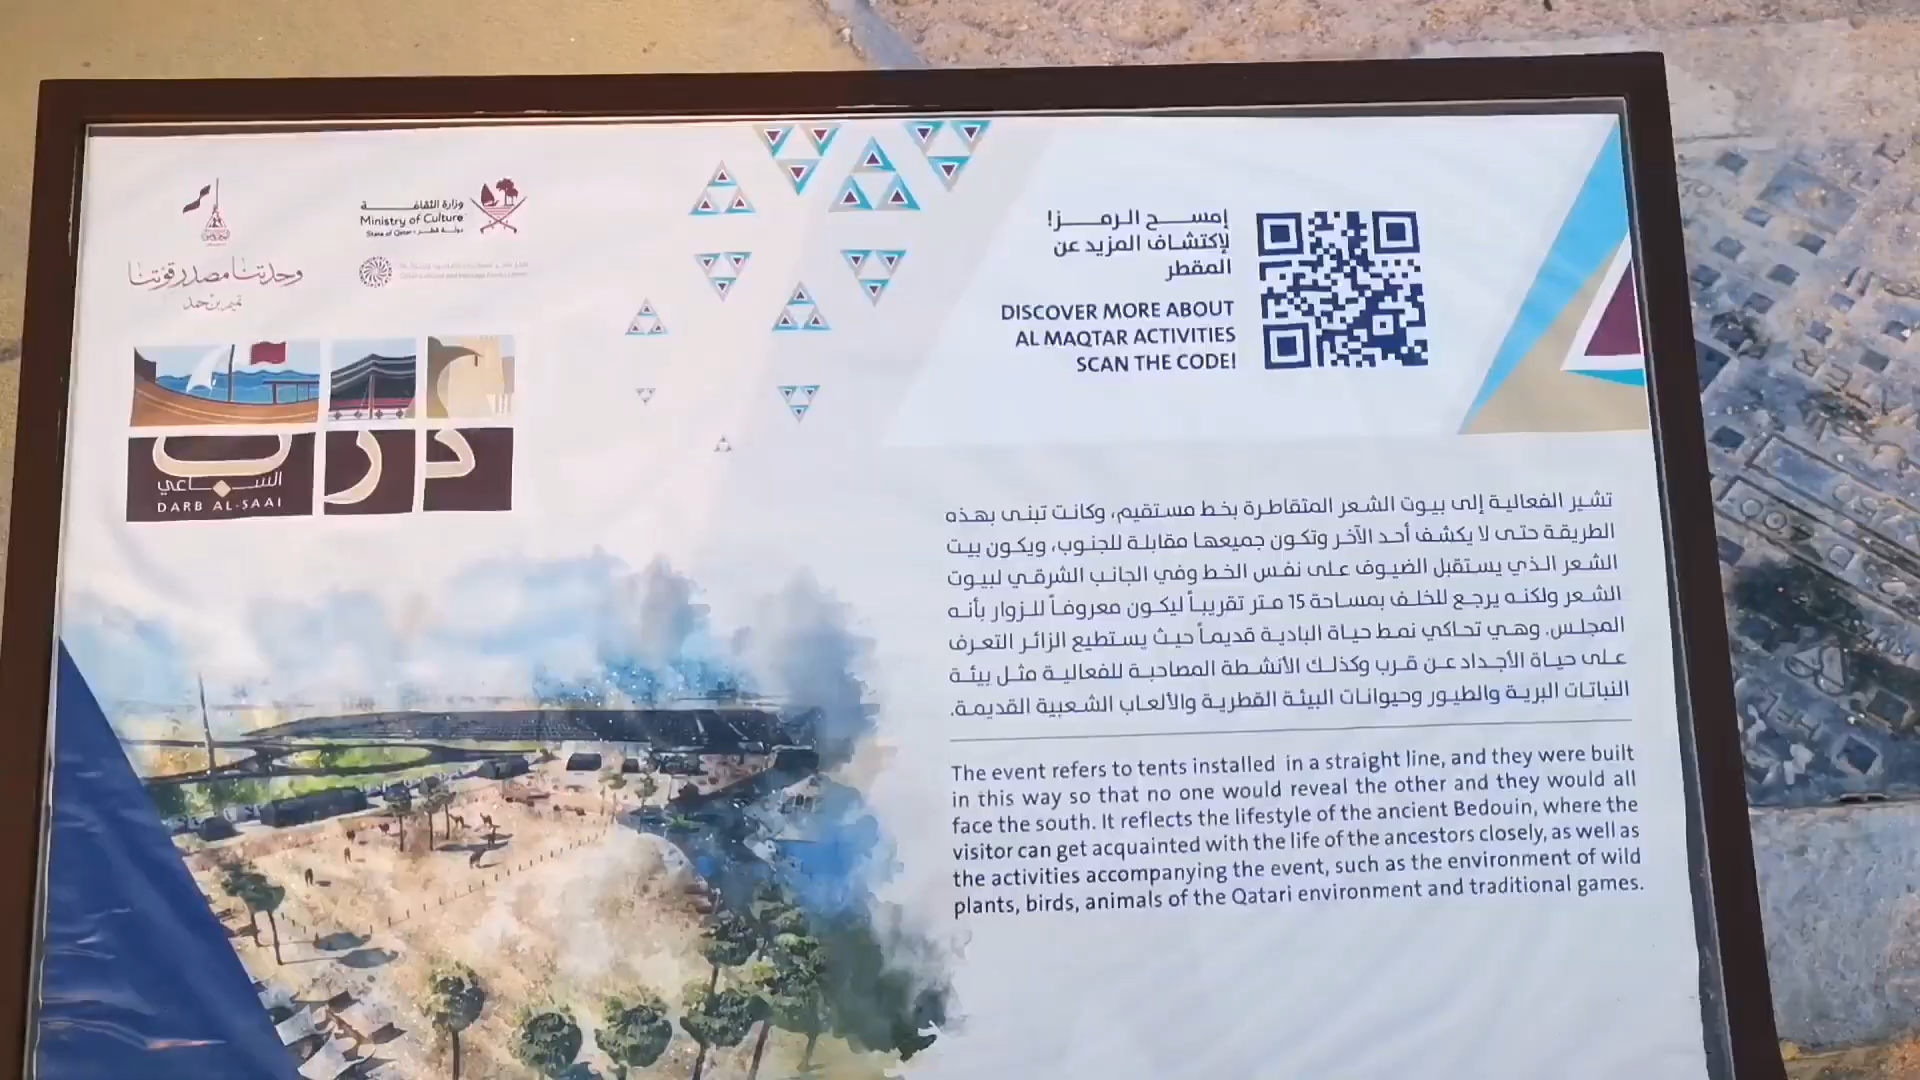 وزارة الثقافة
Ministry of Culture
State of Qatar • دولة قطر
وحدتنا مصدر قوتنا
تميم بن حمد
درب
الساعي
DARB AL-SAAI
إمسح الرمز!
لإكتشاف المزيد عن
المقطر
DISCOVER MORE ABOUT
AL MAQTAR ACTIVITIES
SCAN THE CODE!
تشير الفعالية إلى بيوت الشعر المتقاطرة بخط مستقيم، وكانت تبنى بهذه
الطريقة حتى لا يكشف أحد الآخر وتكون جميعها مقابلة للجنوب، ويكون بيت
الشعر الذي يستقبل الضيوف على نفس الخط وفي الجانب الشرقي لبيوت
الشعر ولكنه يرجع للخلف بمساحة 15 متر تقريباً ليكون معروفاً للزوار بأنه
المجلس. وهي تحاكي نمط حياة البادية قديماً حيث يستطيع الزائر التعرف
على حياة الأجداد عن قرب وكذلك الأنشطة المصاحبة للفعالية مثل بيئة
النباتات البرية والطيور وحيوانات البيئة القطرية والألعاب الشعبية القديمة.
The event refers to tents installed in a straight line, and they were built
in this way so that no one would reveal the other and they would all
face the south. It reflects the lifestyle of the ancient Bedouin, where the
visitor can get acquainted with the life of the ancestors closely, as well as
the activities accompanying the event, such as the environment of wild
plants, birds, animals of the Qatari environment and traditional games.